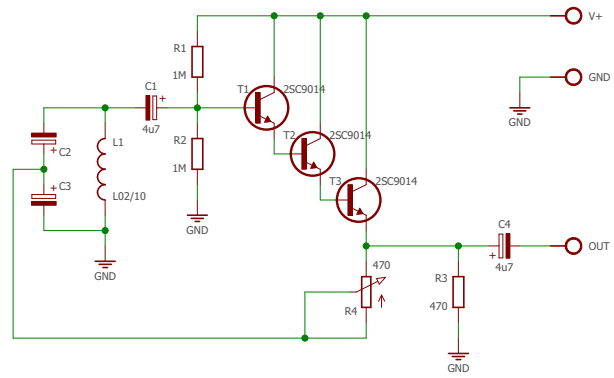 V+
R1
1M
GND
C1
4u7
T1
2SC9014
GND
C2
L1
R2
1M
T2
2SC9014
C3
L02/10
T3
2SC9014
GND
C4
4u7
OUT
GND
470
R4
R3
470
GND